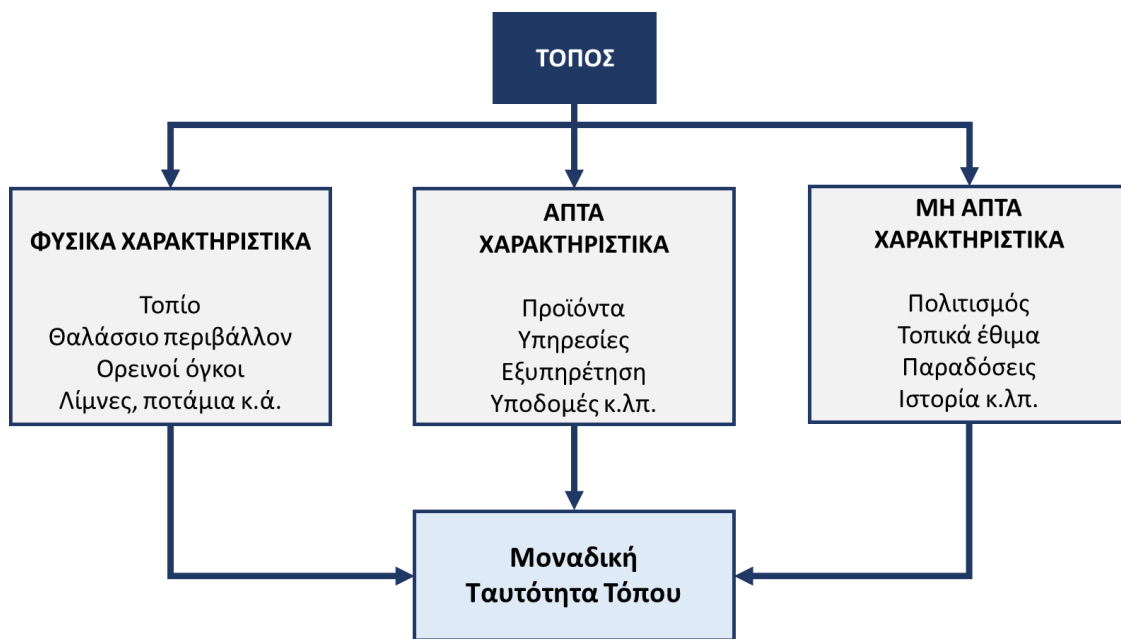 ΤΟΠΟΣ
ΦΥΣΙΚΑ ΧΑΡΑΚΤΗΡΙΣΤΙΚΑ
Τοπίο
Θαλάσσιο περιβάλλον
Ορεινοί όγκοι
Λίμνες, ποτάμια κ.ά.
ΑΠΤΑ
ΧΑΡΑΚΤΗΡΙΣΤΙΚΑ
Προϊόντα
Υπηρεσίες
Εξυπηρέτηση
Υποδομές κ.λπ.
ΜΗ ΑΠΤΑ
ΧΑΡΑΚΤΗΡΙΣΤΙΚΑ
Πολιτισμός
Τοπικά έθιμα
Παραδόσεις
Ιστορία κ.λπ.
Μοναδική
Ταυτότητα Τόπου